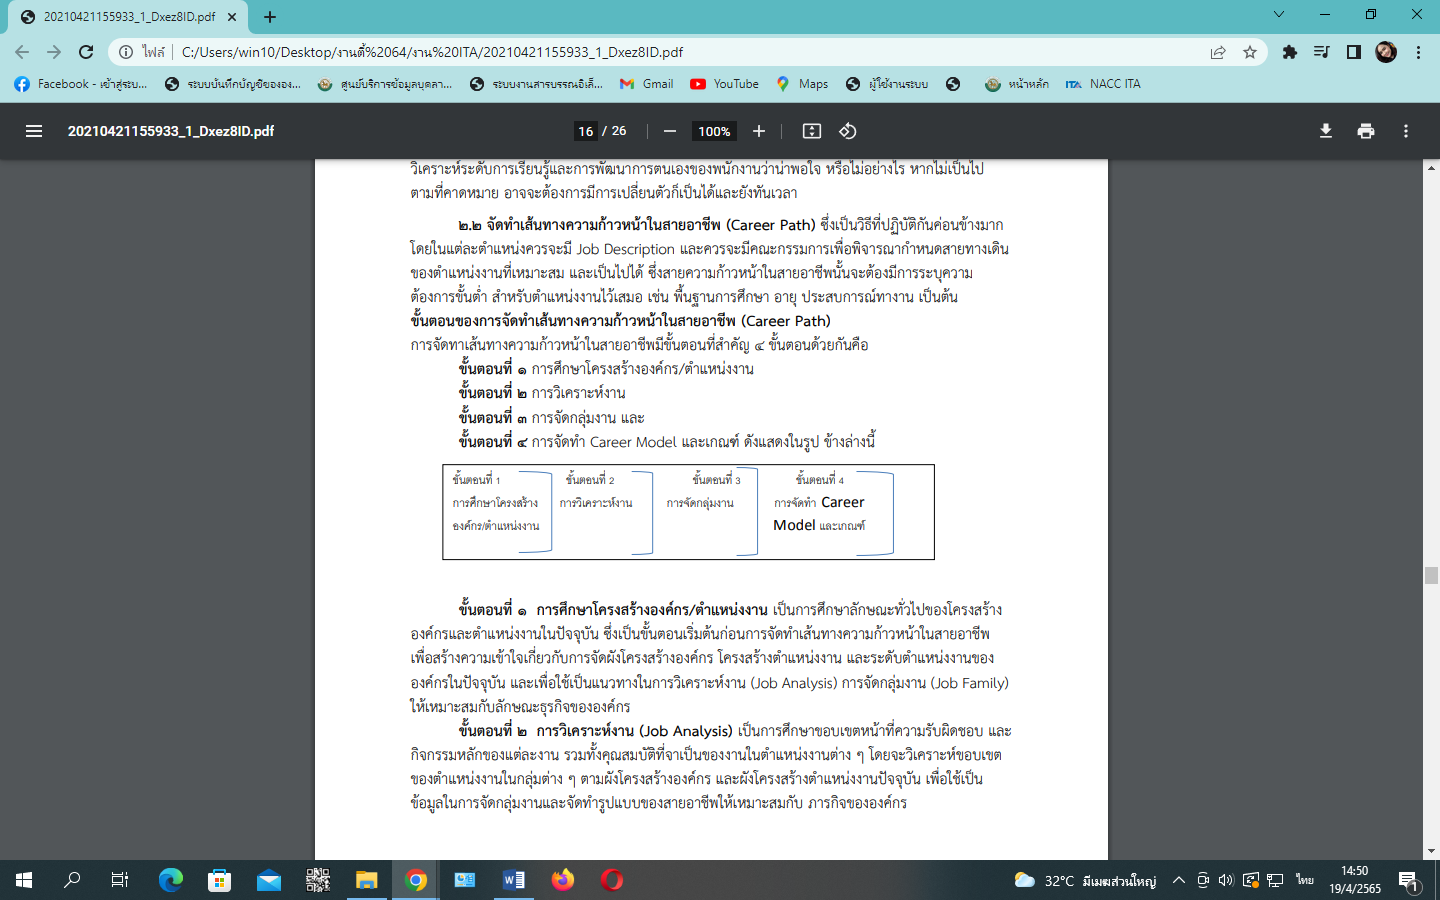 20210421155933_1_Dxez8ID.pdf
ไฟล์ C:/Users/win10/Desktop/งานตี้%2064/งาน%20ITA/20210421155933_1_Dxez8ID.pdf
Facebook - เข้าสู่ระบ... ระบบบันทึกบัญชีขององ... ศูนย์บริการข้อมูลบุคลา... ระบบงานสารบรรณอิเล็... Gmail YouTube Maps ผู้ใช้งานระบบ หน้าหลัก ITA NACC ITA
20210421155933_1_Dxez8ID.pdf 16 / 26 100%
วิเคราะห์ระดับการเรียนรู้และการพัฒนาการตนเองของพนักงานว่าน่าพอใจ หรือไม่อย่างไร หากไม่เป็นไป
ตามที่คาดหมาย อาจจะต้องการมีการเปลี่ยนตัวก็เป็นได้และยังทันเวลา
๒.๒ จัดทำเส้นทางความก้าวหน้าในสายอาชีพ (Career Path) ซึ่งเป็นวิธีที่ปฏิบัติกันค่อนข้างมาก
โดยในแต่ละตำแหน่งควรจะมี Job Description และควรจะมีคณะกรรมการเพื่อพิจารณากำหนดสายทางเดิน
ของตำแหน่งงานที่เหมาะสม และเป็นไปได้ ซึ่งสายความก้าวหน้าในสายอาชีพนั้นจะต้องมีการระบุความ
ต้องการขั้นต่ำ สำหรับตำแหน่งงานไว้เสมอ เช่น พื้นฐานการศึกษา อายุ ประสบการณ์ทางาน เป็นต้น
ขั้นตอนของการจัดทำเส้นทางความก้าวหน้าในสายอาชีพ (Career Path)
การจัดทาเส้นทางความก้าวหน้าในสายอาชีพมีขั้นตอนที่สำคัญ ๔ ขั้นตอนด้วยกันคือ
ขั้นตอนที่ ๑ การศึกษาโครงสร้างองค์กร/ตำแหน่งงาน
ขั้นตอนที่ ๒ การวิเคราะห์งาน
ขั้นตอนที่ ๓ การจัดกลุ่มงาน และ
ขั้นตอนที่ ๔ การจัดทำ Career Model และเกณฑ์ ดังแสดงในรูป ข้างล่างนี้
ขั้นตอนที่ 1 ขั้นตอนที่ 2 ขั้นตอนที่ 3 ขั้นตอนที่ 4
การศึกษาโครงสร้าง การวิเคราะห์งาน การจัดกลุ่มงาน การจัดทำ Career
องค์กร/ตำแหน่งงาน Model และเกณฑ์
ขั้นตอนที่ ๑ การศึกษาโครงสร้างองค์กร/ตำแหน่งงาน เป็นการศึกษาลักษณะทั่วไปของโครงสร้าง
องค์กรและตำแหน่งงานในปัจจุบัน ซึ่งเป็นขั้นตอนเริ่มต้นก่อนการจัดทำเส้นทางความก้าวหน้าในสายอาชีพ
เพื่อสร้างความเข้าใจเกี่ยวกับการจัดผังโครงสร้างองค์กร โครงสร้างตำแหน่งงาน และระดับตำแหน่งงานของ
องค์กรในปัจจุบัน และเพื่อใช้เป็นแนวทางในการวิเคราะห์งาน (Job Analysis) การจัดกลุ่มงาน (Job Family)
ให้เหมาะสมกับลักษณะธุรกิจขององค์กร
ขั้นตอนที่ ๒ การวิเคราะห์งาน (Job Analysis) เป็นการศึกษาขอบเขตหน้าที่ความรับผิดชอบ และ
กิจกรรมหลักของแต่ละงาน รวมทั้งคุณสมบัติที่จาเป็นของงานในตำแหน่งงานต่าง ๆ โดยจะวิเคราะห์ขอบเขต
ของตำแหน่งงานในกลุ่มต่าง ๆ ตามผังโครงสร้างองค์กร และผังโครงสร้างตำแหน่งงานปัจจุบัน เพื่อใช้เป็น
ข้อมูลในการจัดกลุ่มงานและจัดทำรูปแบบของสายอาชีพให้เหมาะสมกับ ภารกิจขององค์กร
32°C มีเมฆส่วนใหญ่ ไทย 14:50
19/4/2565 1